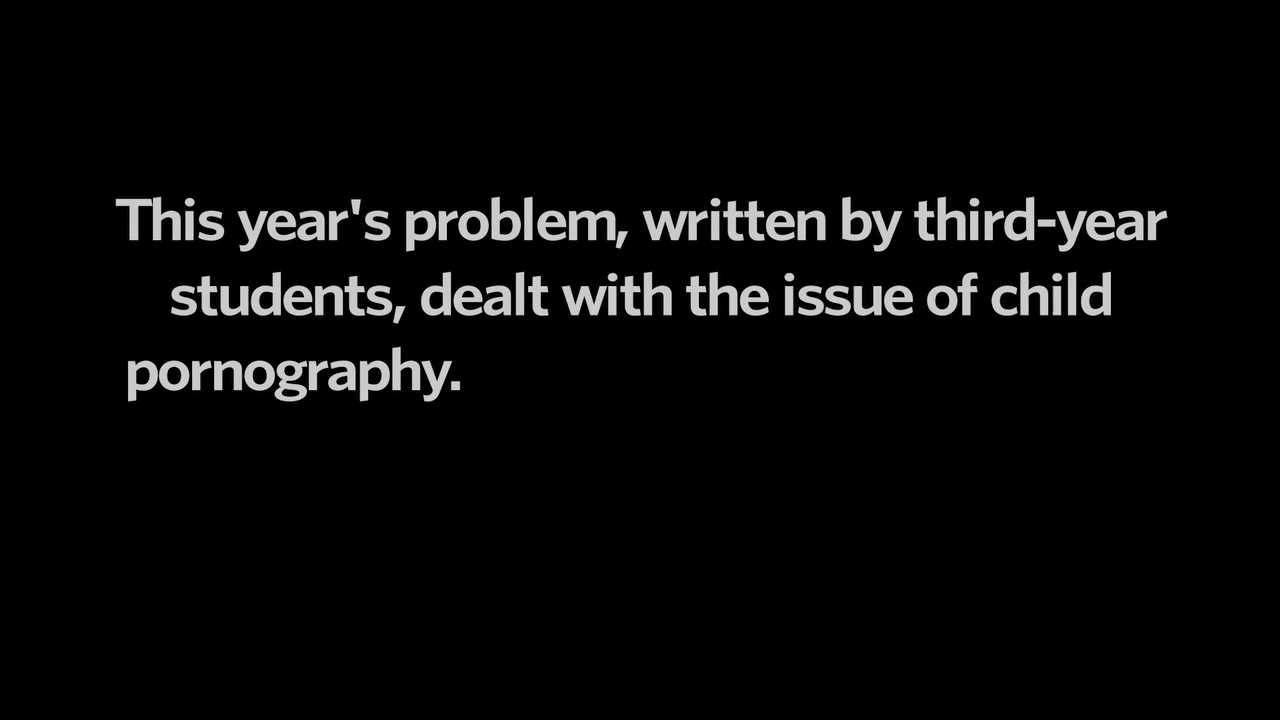 This year's problem, written by third-year
students, dealt with the issue of child
pornography.